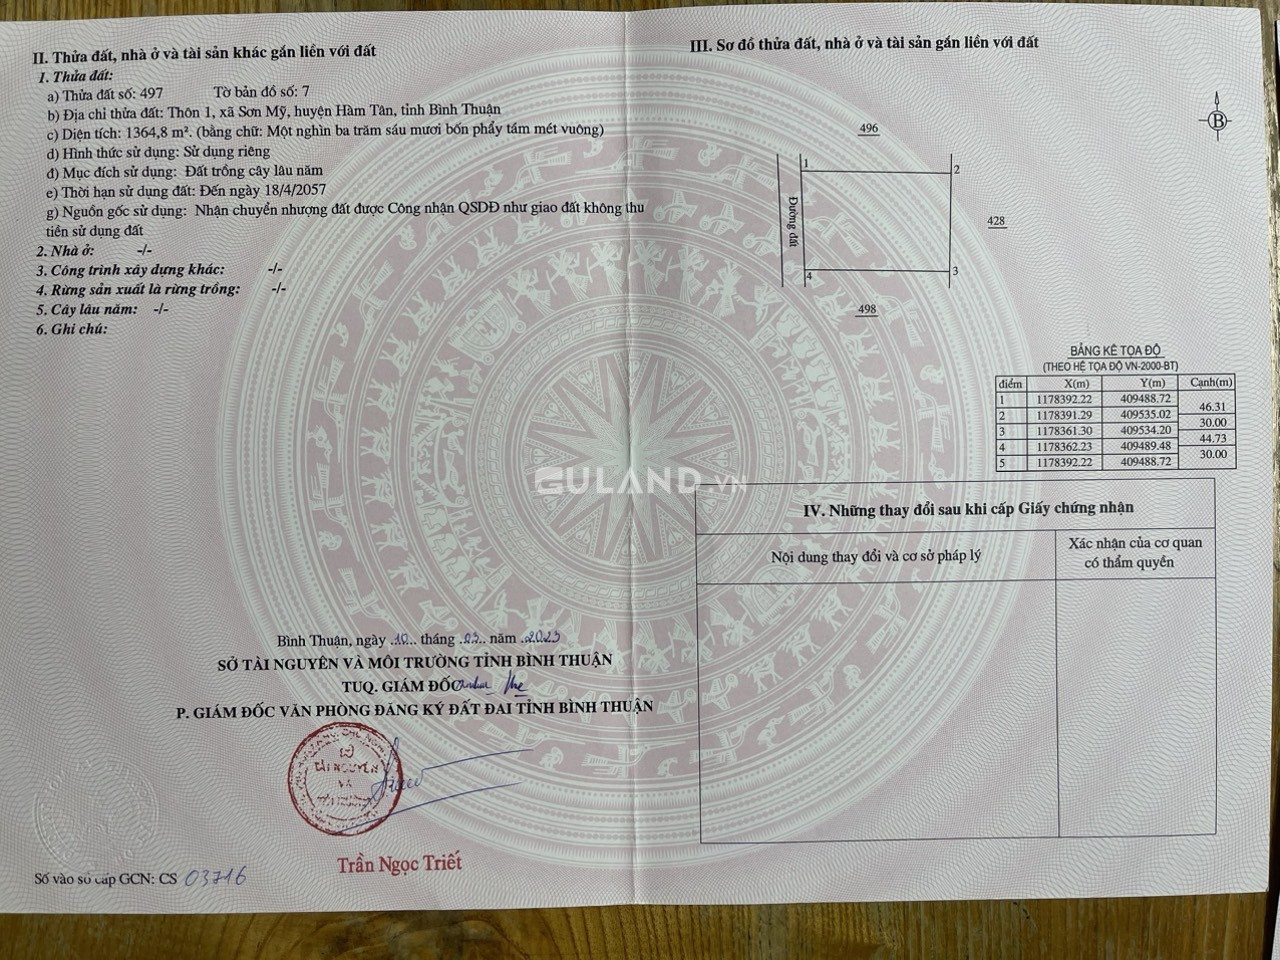 II. Thửa đất, nhà ở và tài sản khác gắn liền với đất
1. Thửa đất:
a) Thửa đất số: 497 Tờ bản đồ số: 7
b) Địa chỉ thửa đất: Thôn 1, xã Sơn Mỹ, huyện Hàm Tân, tỉnh Bình Thuận
c) Diện tích: 1364,8 m². (bằng chữ: Một nghìn ba trăm sáu mươi bốn phẩy tám mét vuông)
d) Hình thức sử dụng: Sử dụng riêng
đ) Mục đích sử dụng: Đất trồng cây lâu năm
e) Thời hạn sử dụng đất: Đến ngày 18/4/2057
g) Nguồn gốc sử dụng: Nhận chuyển nhượng đất được Công nhận QSDĐ như giao đất không thu
tiền sử dụng đất
2. Nhà ở: -/-
3. Công trình xây dựng khác: -/-
4. Rừng sản xuất là rừng trồng: -/-
5. Cây lâu năm: -/-
6. Ghi chú:
Bình Thuận, ngày 10 tháng 03 năm 2023
SỞ TÀI NGUYÊN VÀ MÔI TRƯỜNG TỈNH BÌNH THUẬN
TUQ. GIÁM ĐỐC
P. GIÁM ĐỐC VĂN PHÒNG ĐĂNG KÝ ĐẤT ĐAI TỈNH BÌNH THUẬN
SỞ
TÀI NGUYÊN
VÀ
Trần Ngọc Triết
Số vào sổ cấp GCN: CS 03716
III. Sơ đồ thửa đất, nhà ở và tài sản gắn liền với đất
B
496
1
2
Đường đất
428
4
3
498
BẢNG KÊ TỌA ĐỘ
(THEO HỆ TỌA ĐỘ VN-2000-BT)
điểm X(m) Y(m) Cạnh(m)
1 1178392.22 409488.72
46.31
2 1178391.29 409535.02
30.00
3 1178361.30 409534.20
44.73
4 1178362.23 409489.48
30.00
5 1178392.22 409488.72
GULAND.VN
IV. Những thay đổi sau khi cấp Giấy chứng nhận
Nội dung thay đổi và cơ sở pháp lý
Xác nhận của cơ quan
có thẩm quyền